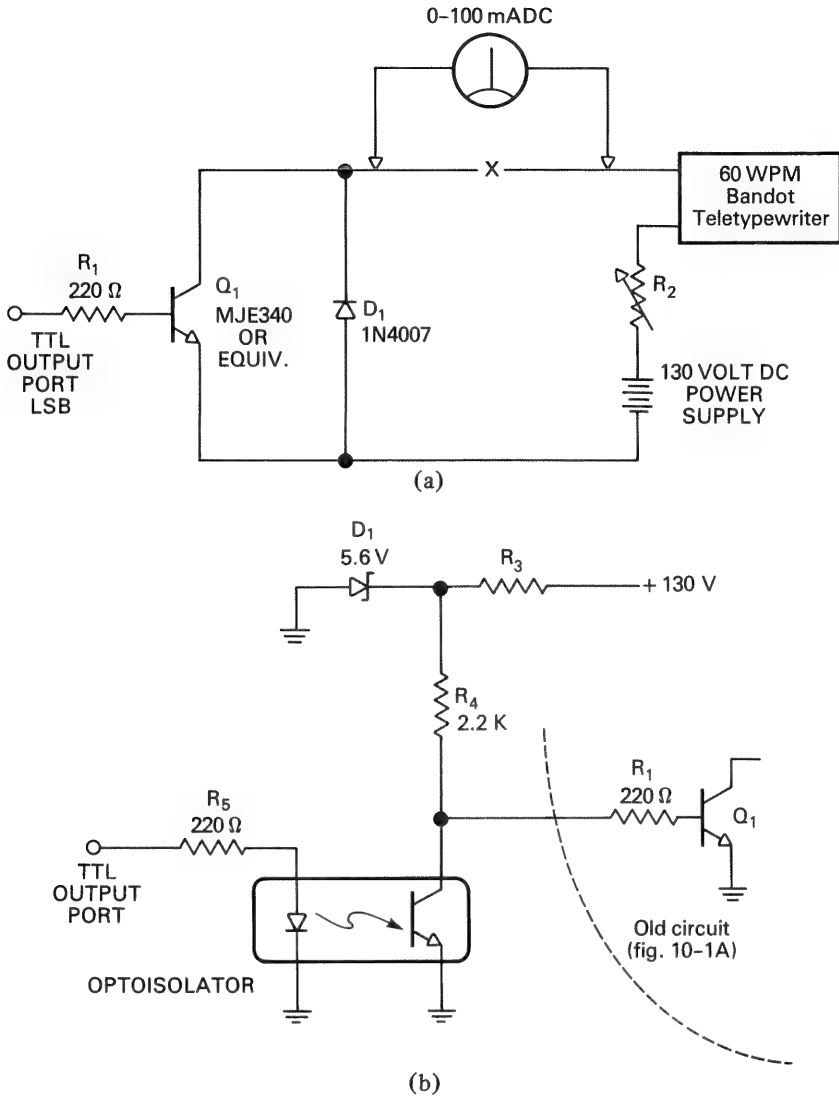 0–100 mADC
X
60 WPM
Bandot
Teletypewriter
R1
220 Ω
Q1
MJE340
OR
EQUIV.
D1
1N4007
R2
TTL
OUTPUT
PORT
LSB
130 VOLT DC
POWER
SUPPLY
(a)
D1
5.6 V
R3
+ 130 V
R4
2.2 K
R1
220 Ω
Q1
R5
220 Ω
TTL
OUTPUT
PORT
Old circuit
(fig. 10–1A)
OPTOISOLATOR
(b)